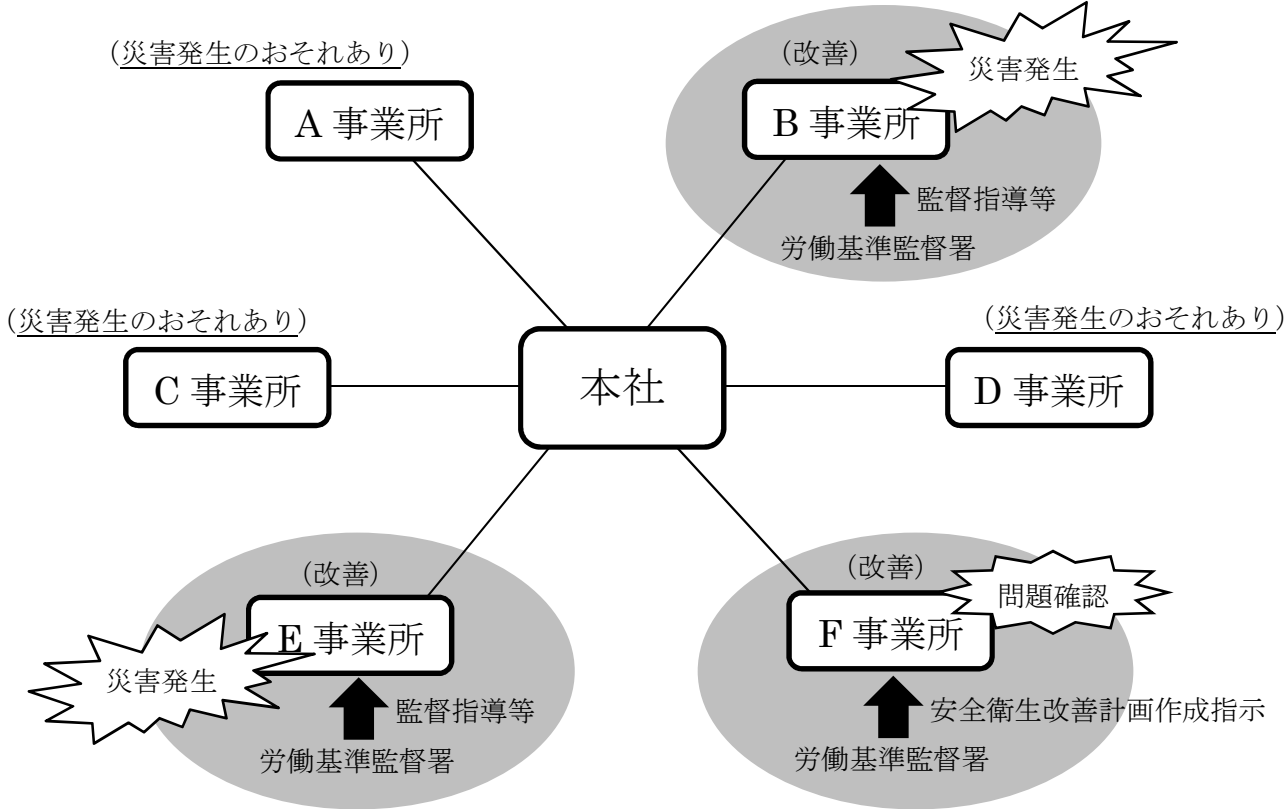 （災害発生のおそれあり）
A 事業所
（改善）
災害発生
B 事業所
監督指導等
労働基準監督署
（災害発生のおそれあり）
C 事業所
本社
（災害発生のおそれあり）
D 事業所
（改善）
E 事業所
災害発生
監督指導等
労働基準監督署
（改善）
問題確認
F 事業所
安全衛生改善計画作成指示
労働基準監督署